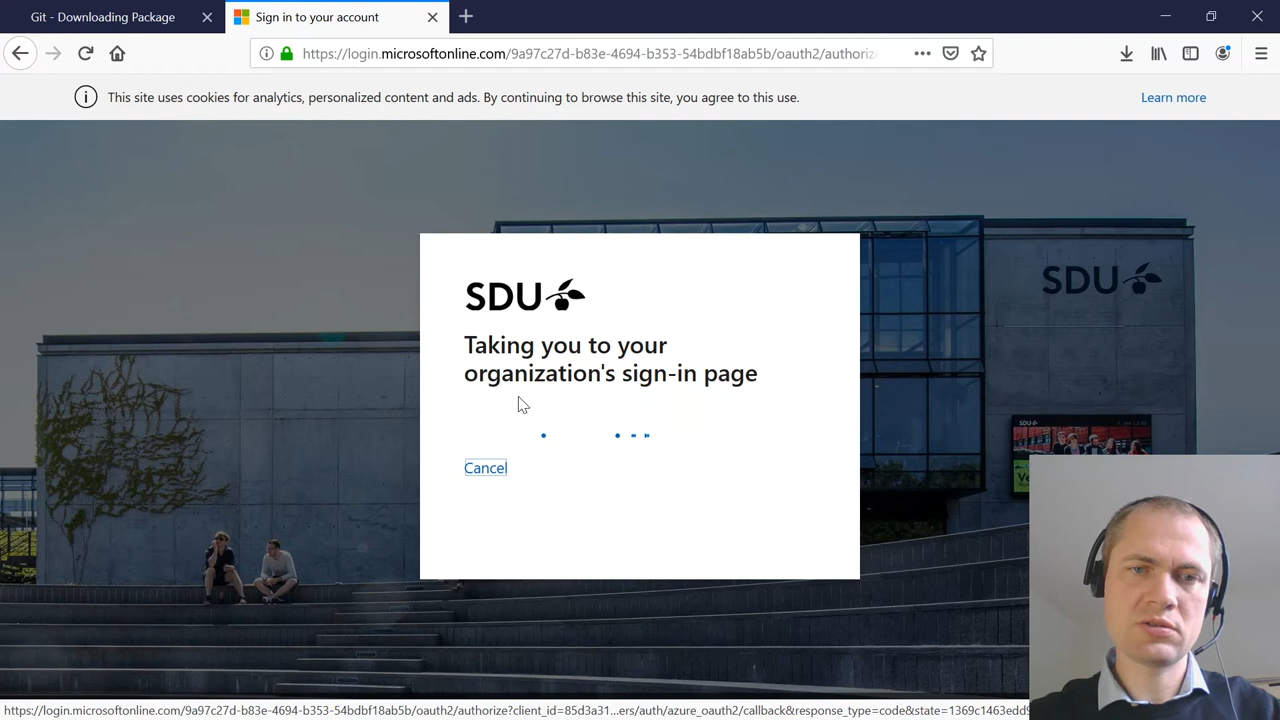 Git - Downloading Package
Sign in to your account
https://login.microsoftonline.com/9a97c27d-b83e-4694-b353-54bdbf18ab5b/oauth2/authoriz
This site uses cookies for analytics, personalized content and ads. By continuing to browse this site, you agree to this use.
Learn more
SDU
SDU
Taking you to your
organization's sign-in page
Cancel
SDU
https://login.microsoftonline.com/9a97c27d-b83e-4694-b353-54bdbf18ab5b/oauth2/authorize?client_id=85d3a31...ers/auth/azure_oauth2/callback&response_type=code&state=1369c1463edd9